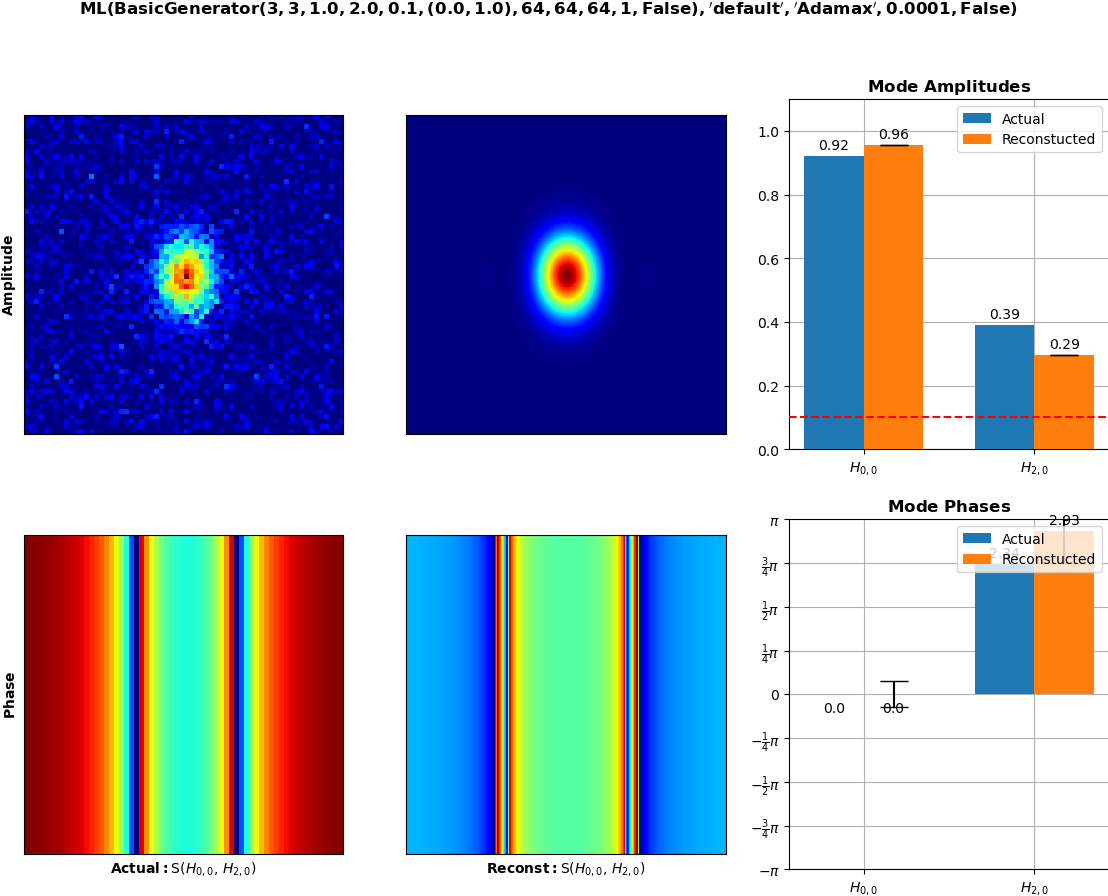 ML(BasicGenerator(3, 3, 1.0, 2.0, 0.1, (0.0, 1.0), 64, 64, 64, 1, False), ′default′, ′Adamax′, 0.0001, False)
Amplitude
Mode Amplitudes
Actual
Reconstucted
1.0
0.8
0.6
0.4
0.2
0.0
0.92
0.96
0.39
0.29
H0, 0
H2, 0
Phase
Actual: S(H0, 0, H2, 0)
Reconst: S(H0, 0, H2, 0)
Mode Phases
Actual
Reconstucted
π
3/4π
1/2π
1/4π
0
−1/4π
−1/2π
−3/4π
−π
0.0
0.0
2.34
2.93
H0, 0
H2, 0